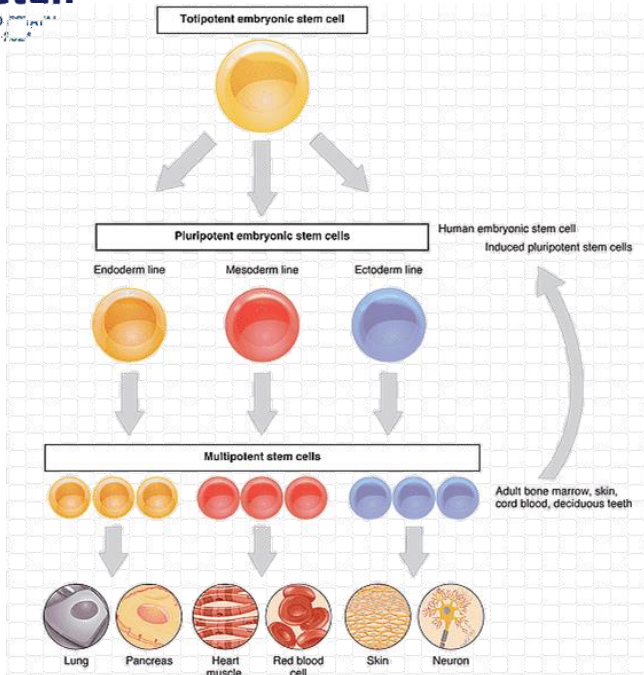 Totipotent embryonic stem cell
Pluripotent embryonic stem cells
Human embryonic stem cell
Induced pluripotent stem cells
Endoderm line
Mesoderm line
Ectoderm line
Multipotent stem cells
Adult bone marrow, skin,
cord blood, deciduous teeth
Lung
Pancreas
Heart
muscle
Red blood
cell
Skin
Neuron